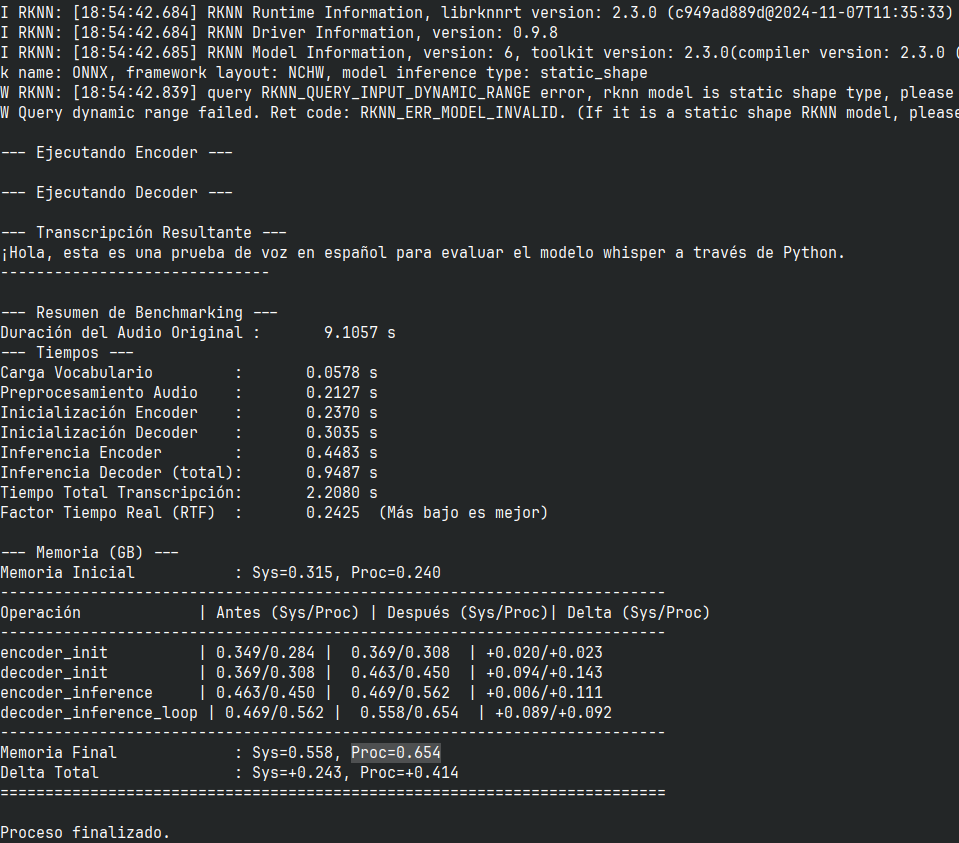 I RKNN: [18:54:42.684] RKNN Runtime Information, librknnrt version: 2.3.0 (c949ad889d@2024-11-07T11:35:33)
I RKNN: [18:54:42.684] RKNN Driver Information, version: 0.9.8
I RKNN: [18:54:42.685] RKNN Model Information, version: 6, toolkit version: 2.3.0(compiler version: 2.3.0 (
k name: ONNX, framework layout: NCHW, model inference type: static_shape
W RKNN: [18:54:42.839] query RKNN_QUERY_INPUT_DYNAMIC_RANGE error, rknn model is static shape type, please
W Query dynamic range failed. Ret code: RKNN_ERR_MODEL_INVALID. (If it is a static shape RKNN model, please
--- Ejecutando Encoder ---
--- Ejecutando Decoder ---
--- Transcripción Resultante ---
¡Hola, esta es una prueba de voz en español para evaluar el modelo whisper a través de Python.
------------------------------
--- Resumen de Benchmarking ---
Duración del Audio Original :       9.1057 s
--- Tiempos ---
Carga Vocabulario         :       0.0578 s
Preprocesamiento Audio    :       0.2127 s
Inicialización Encoder    :       0.2370 s
Inicialización Decoder    :       0.3035 s
Inferencia Encoder        :       0.4483 s
Inferencia Decoder (total):       0.9487 s
Tiempo Total Transcripción:       2.2080 s
Factor Tiempo Real (RTF)  :       0.2425  (Más bajo es mejor)
--- Memoria (GB) ---
Memoria Inicial           : Sys=0.315, Proc=0.240
--------------------------------------------------------------------------
Operación             | Antes (Sys/Proc) | Después (Sys/Proc)| Delta (Sys/Proc)
--------------------------------------------------------------------------
encoder_init          | 0.349/0.284 |  0.369/0.308  | +0.020/+0.023
decoder_init          | 0.369/0.308 |  0.463/0.450  | +0.094/+0.143
encoder_inference     | 0.463/0.450 |  0.469/0.562  | +0.006/+0.111
decoder_inference_loop | 0.469/0.562 |  0.558/0.654  | +0.089/+0.092
--------------------------------------------------------------------------
Memoria Final             : Sys=0.558, Proc=0.654
Delta Total               : Sys=+0.243, Proc=+0.414
==========================================================================
Proceso finalizado.